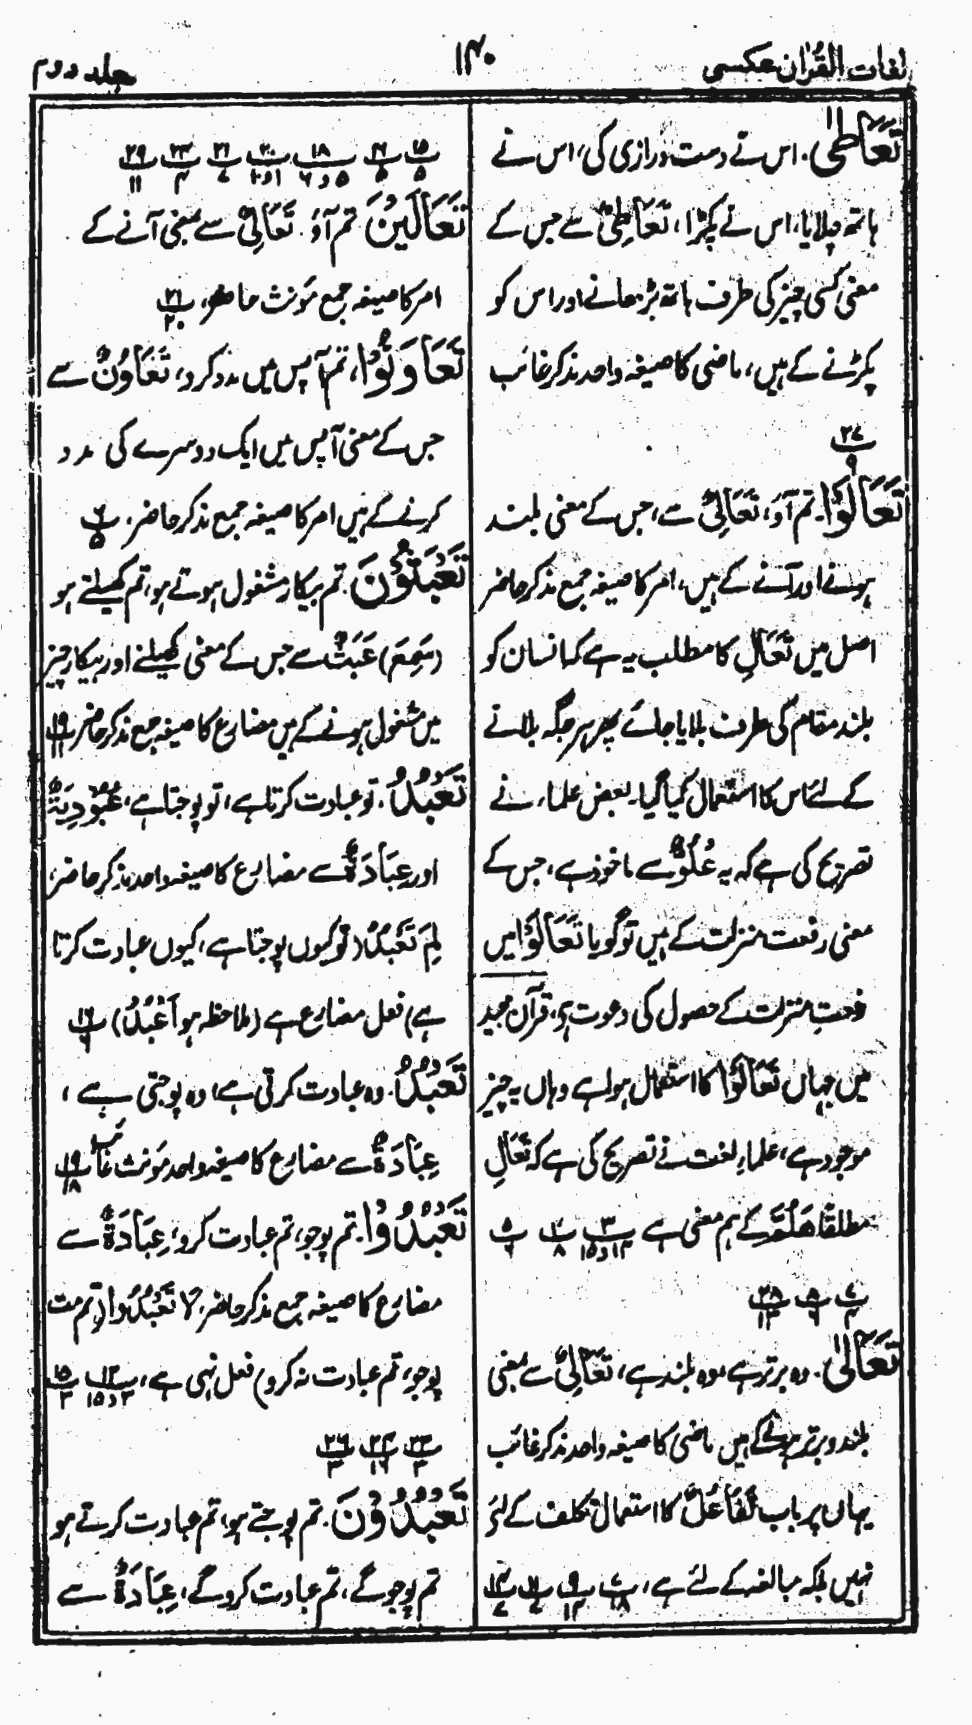 لغات القرآن عکسی
۱۴۰
جلد دوم
تَعَاطٰی. اس نے دست درازی کی، اس نے
ہاتھ چلایا، اس نے پکڑا، تَعَاطِیْ سے جس کے
معنی کسی چیز کی طرف ہاتھ بڑھانے اور اس کو
پکڑنے کے ہیں، ماضی کا صیغہ واحد مذکر غائب
۲۷ / ۹
تَعَالَوْا. تم آؤ، تَعَالِیْ سے، جس کے معنی بلند
ہونے اور آنے کے ہیں، امر کا صیغہ جمع مذکر حاضر
اصل میں تَعَالِ کا مطلب یہ ہے کہ انسان کو
بلند مقام کی طرف بلایا جائے پھر ہر جگہ بلانے
کے لئے اس کا استعمال کیا گیا۔ بعض علماء نے
تصریح کی ہے کہ یہ عُلُوٌّ سے ماخوذ ہے، جس کے
معنی رفعت منزلت کے ہیں تو گویا تَعَالَوْا میں
رفعتِ منزلت کے حصول کی دعوت ہے، قرآن مجید
میں جہاں تَعَالَوْا کا استعمال ہوا ہے وہاں یہ چیز
موجود ہے، علماءِ لغت نے تصریح کی ہے کہ تَعَالِ
مطلقًا هَلُمَّ کے ہم معنی ہے
تَعَالٰی. وہ برتر ہے، وہ بلند ہے، تَعَالِیْ سے بمعنی
بلند و برتر ہونے کے ہیں ماضی کا صیغہ واحد مذکر غائب
یہاں پر باب تَفَاعُلٌ کا استعمال تکلف کے لئے
نہیں بلکہ مبالغہ کے لئے ہے،
تَعَالَیْنَ تم آؤ. تَعَالِیْ سے بمعنی آنے کے
امر کا صیغہ جمع مؤنث حاضر،
تَعَاوَنُوْا، تم آپس میں مدد کرو، تَعَاوُنٌ سے
جس کے معنی آپس میں ایک دوسرے کی مدد
کرنے کے ہیں امر کا صیغہ جمع مذکر حاضر.
تَعْبَثُوْنَ. تم بیکار مشغول ہوتے ہو، تم کھیلتے ہو
(سَمِعَ) عَبَثٌ سے جس کے معنی کھیلنے اور بیکار چیز
میں مشغول ہونے کے ہیں مضارع کا صیغہ جمع مذکر حاضر ۱۹ / ۱۱
تَعْبُدُ. تو عبادت کرتا ہے، تو پوجتا ہے، عُبُوْدِیَةٌ
اور عِبَادَةٌ سے مضارع کا صیغہ واحد مذکر حاضر،
لِمَ تَعْبُدُ (تو کیوں پوجتا ہے، کیوں عبادت کرتا
ہے) فعل مضارع ہے (ملاحظہ ہو اَعْبُدُ) ۱۶ / ۶
تَعْبُدُ. وہ عبادت کرتی ہے، وہ پوجتی ہے،
عِبَادَةٌ سے مضارع کا صیغہ واحد مؤنث غائب ۱۹ / ۱۸
تَعْبُدُوْا. تم پوجو، تم عبادت کرو، عِبَادَةٌ سے
مضارع کا صیغہ جمع مذکر حاضر، لَا تَعْبُدُوْا (تم مت
پوجو، تم عبادت نہ کرو) فعل نہی ہے،
تَعْبُدُوْنَ. تم پوجتے ہو، تم عبادت کرتے ہو
تم پوجو گے، تم عبادت کرو گے، عِبَادَةٌ سے